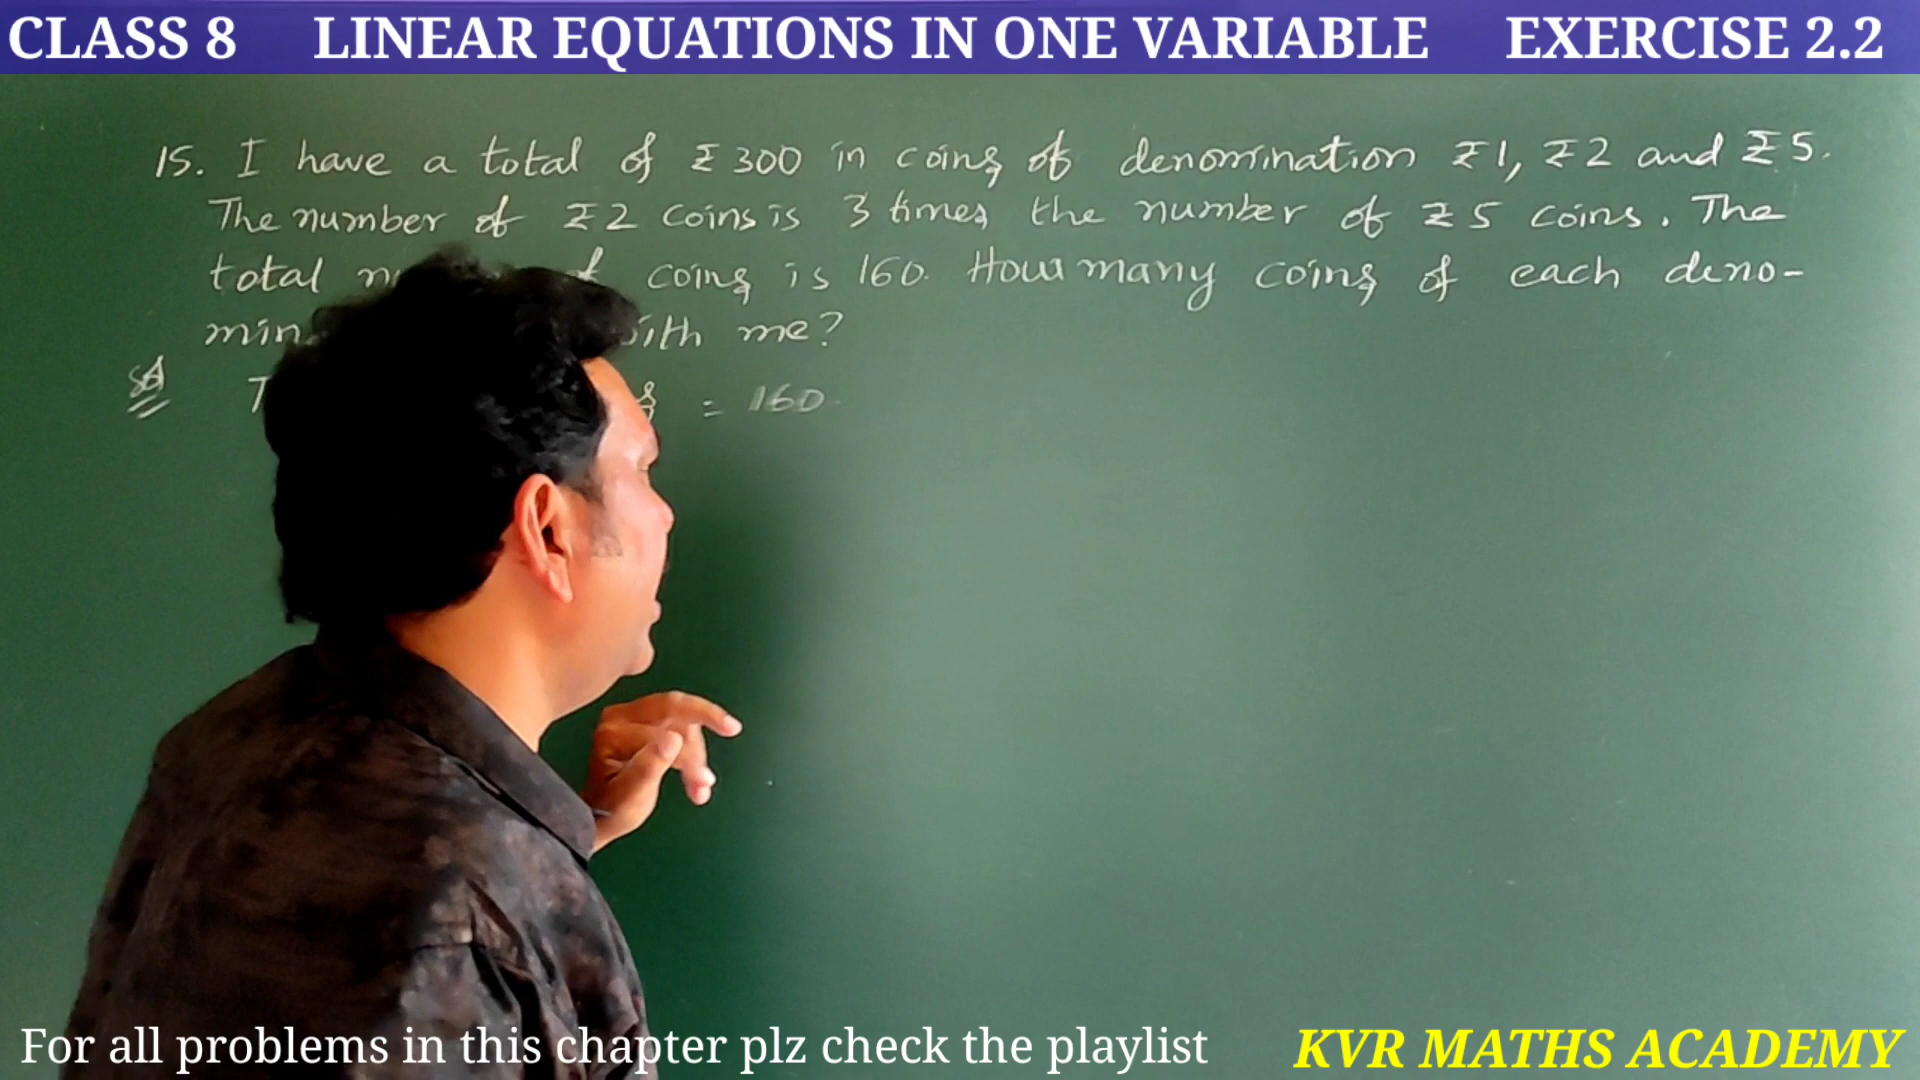 CLASS 8 LINEAR EQUATIONS IN ONE VARIABLE EXERCISE 2.2
15. I have a total of ₹300 in coins of denomination ₹1, ₹2 and ₹5.
The number of ₹2 coins is 3 times the number of ₹5 coins. The
total coins is 160. How many coins of each deno-
min me?
Sol = 160
For all problems in this chapter plz check the playlist
KVR MATHS ACADEMY